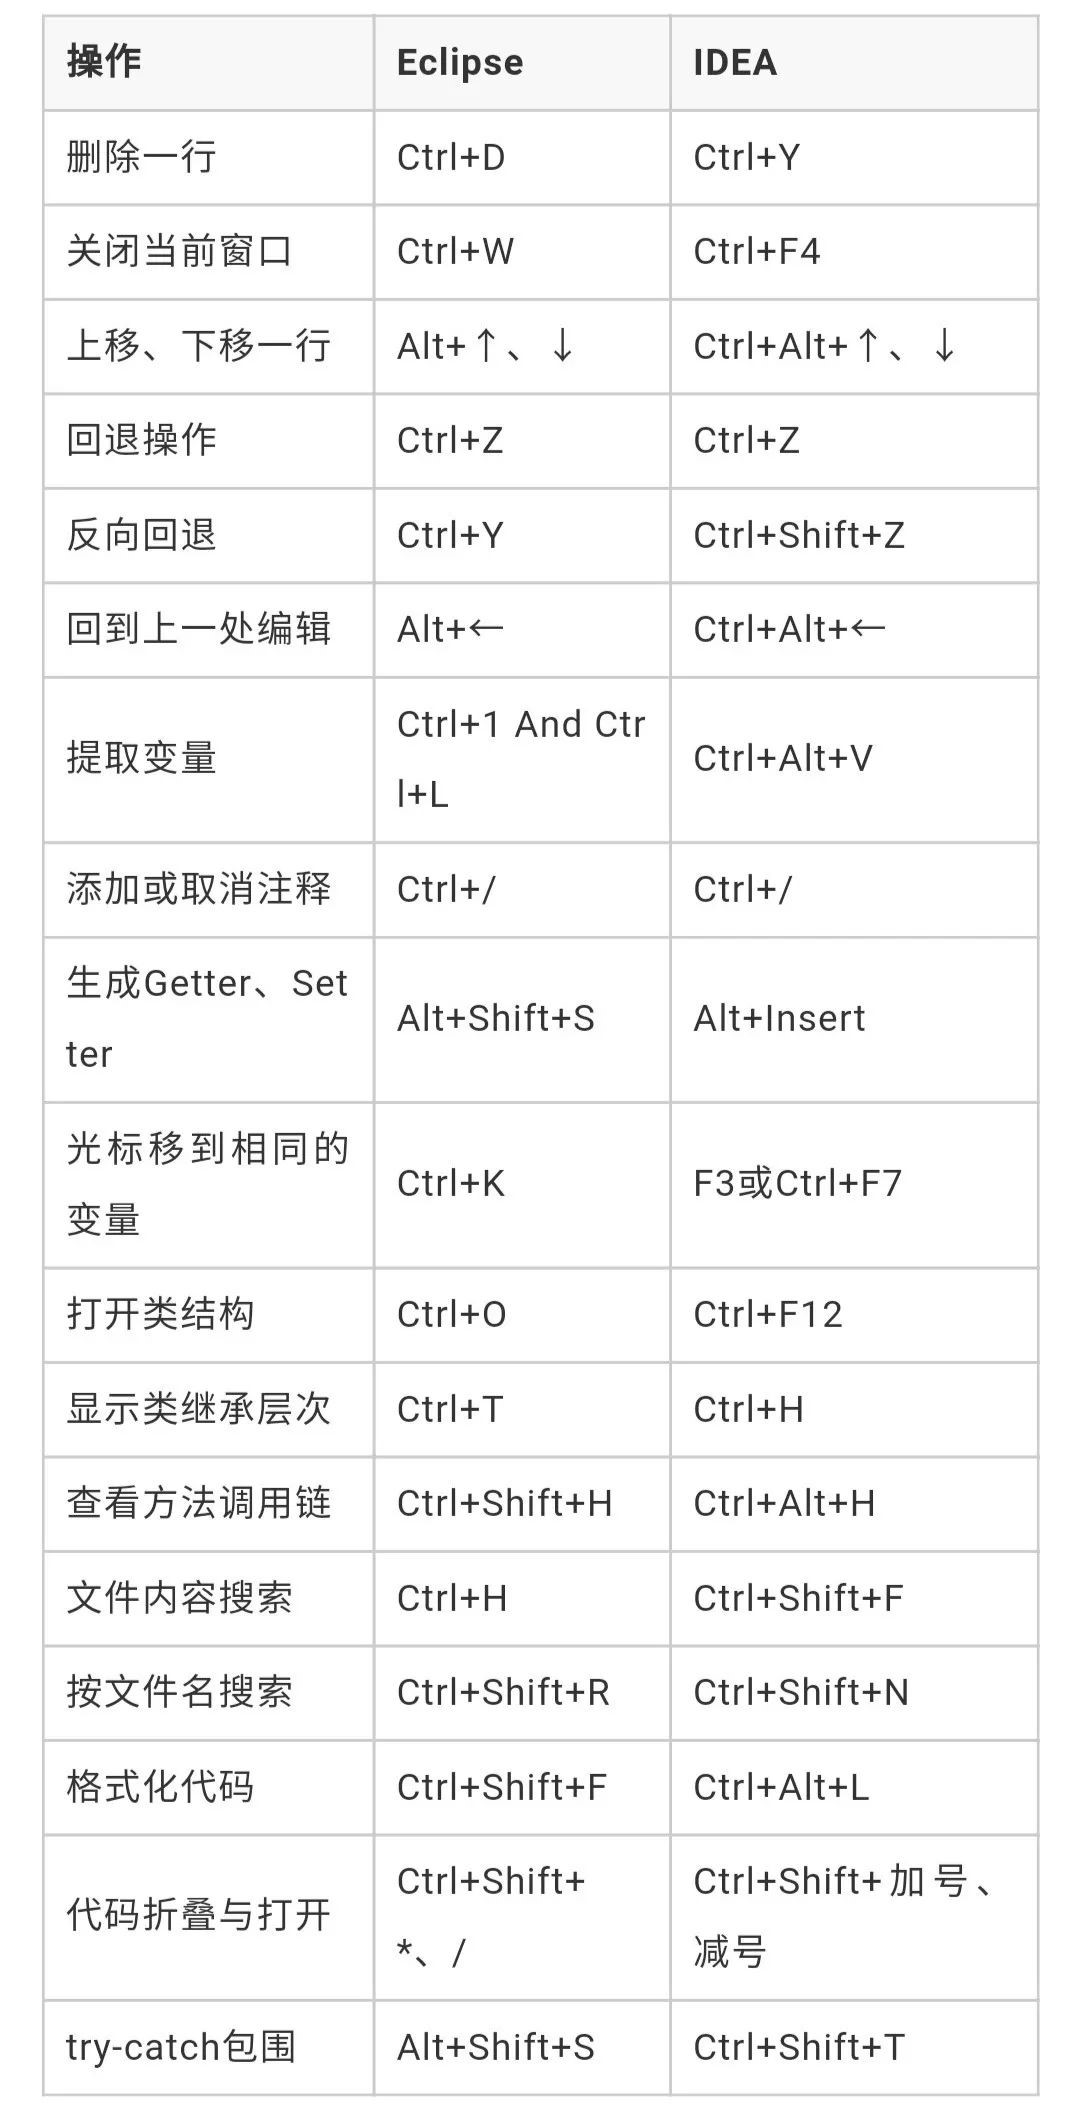 操作 Eclipse IDEA
删除一行 Ctrl+D Ctrl+Y
关闭当前窗口 Ctrl+W Ctrl+F4
上移、下移一行 Alt+↑、↓ Ctrl+Alt+↑、↓
回退操作 Ctrl+Z Ctrl+Z
反向回退 Ctrl+Y Ctrl+Shift+Z
回到上一处编辑 Alt+← Ctrl+Alt+←
提取变量
Ctrl+1 And Ctr
l+L
Ctrl+Alt+V
添加或取消注释 Ctrl+/ Ctrl+/
生成Getter、Set
ter
Alt+Shift+S Alt+Insert
光标移到相同的
变量
Ctrl+K F3或Ctrl+F7
打开类结构 Ctrl+O Ctrl+F12
显示类继承层次 Ctrl+T Ctrl+H
查看方法调用链 Ctrl+Shift+H Ctrl+Alt+H
文件内容搜索 Ctrl+H Ctrl+Shift+F
按文件名搜索 Ctrl+Shift+R Ctrl+Shift+N
格式化代码 Ctrl+Shift+F Ctrl+Alt+L
代码折叠与打开
Ctrl+Shift+
*、/
Ctrl+Shift+加号、
减号
try-catch包围 Alt+Shift+S Ctrl+Shift+T